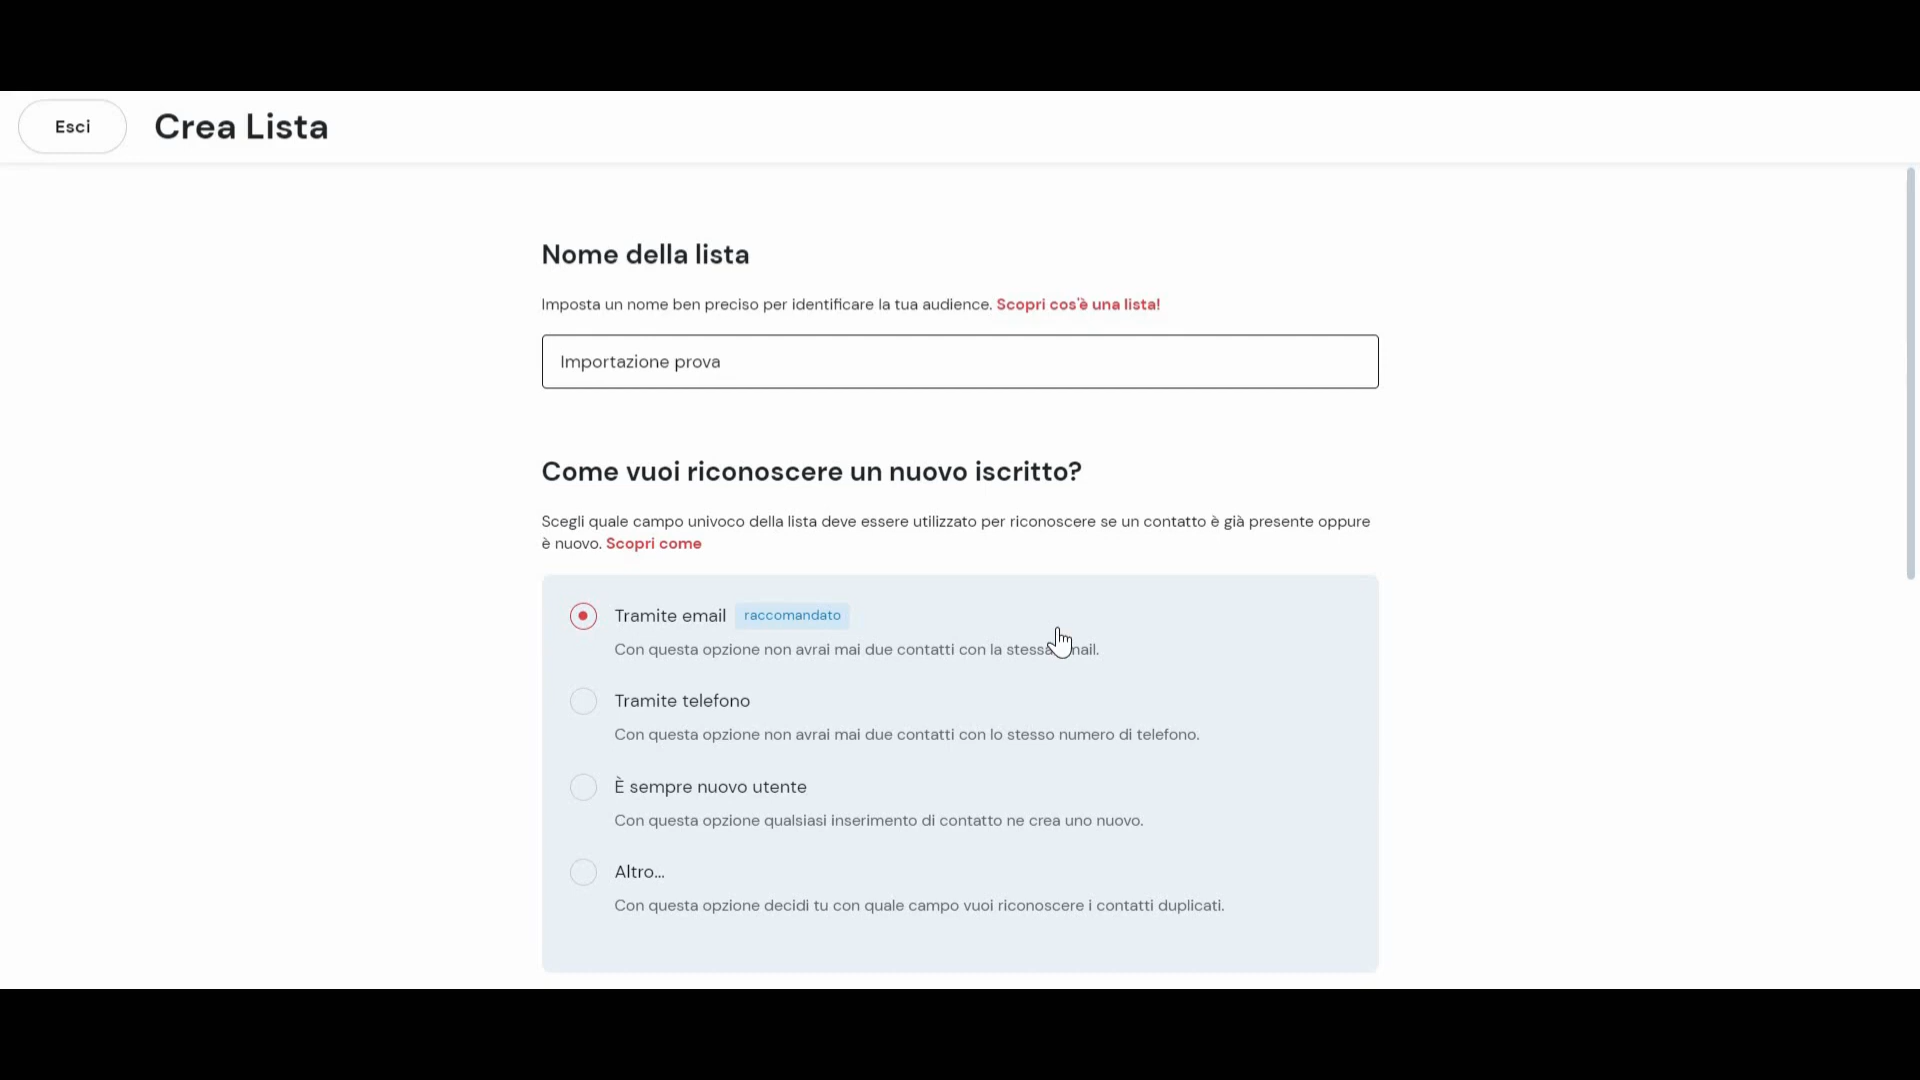 Esci
Crea Lista
Nome della lista
Imposta un nome ben preciso per identificare la tua audience. Scopri cos'è una lista!
Importazione prova
Come vuoi riconoscere un nuovo iscritto?
Scegli quale campo univoco della lista deve essere utilizzato per riconoscere se un contatto è già presente oppure
è nuovo. Scopri come
Tramite email raccomandato
Con questa opzione non avrai mai due contatti con la stessa
Tramite telefono
Con questa opzione non avrai mai due contatti con lo stesso numero di telefono.
È sempre nuovo utente
Con questa opzione qualsiasi inserimento di contatto ne crea uno nuovo.
Altro...
Con questa opzione decidi tu con quale campo vuoi riconoscere i contatti duplicati.